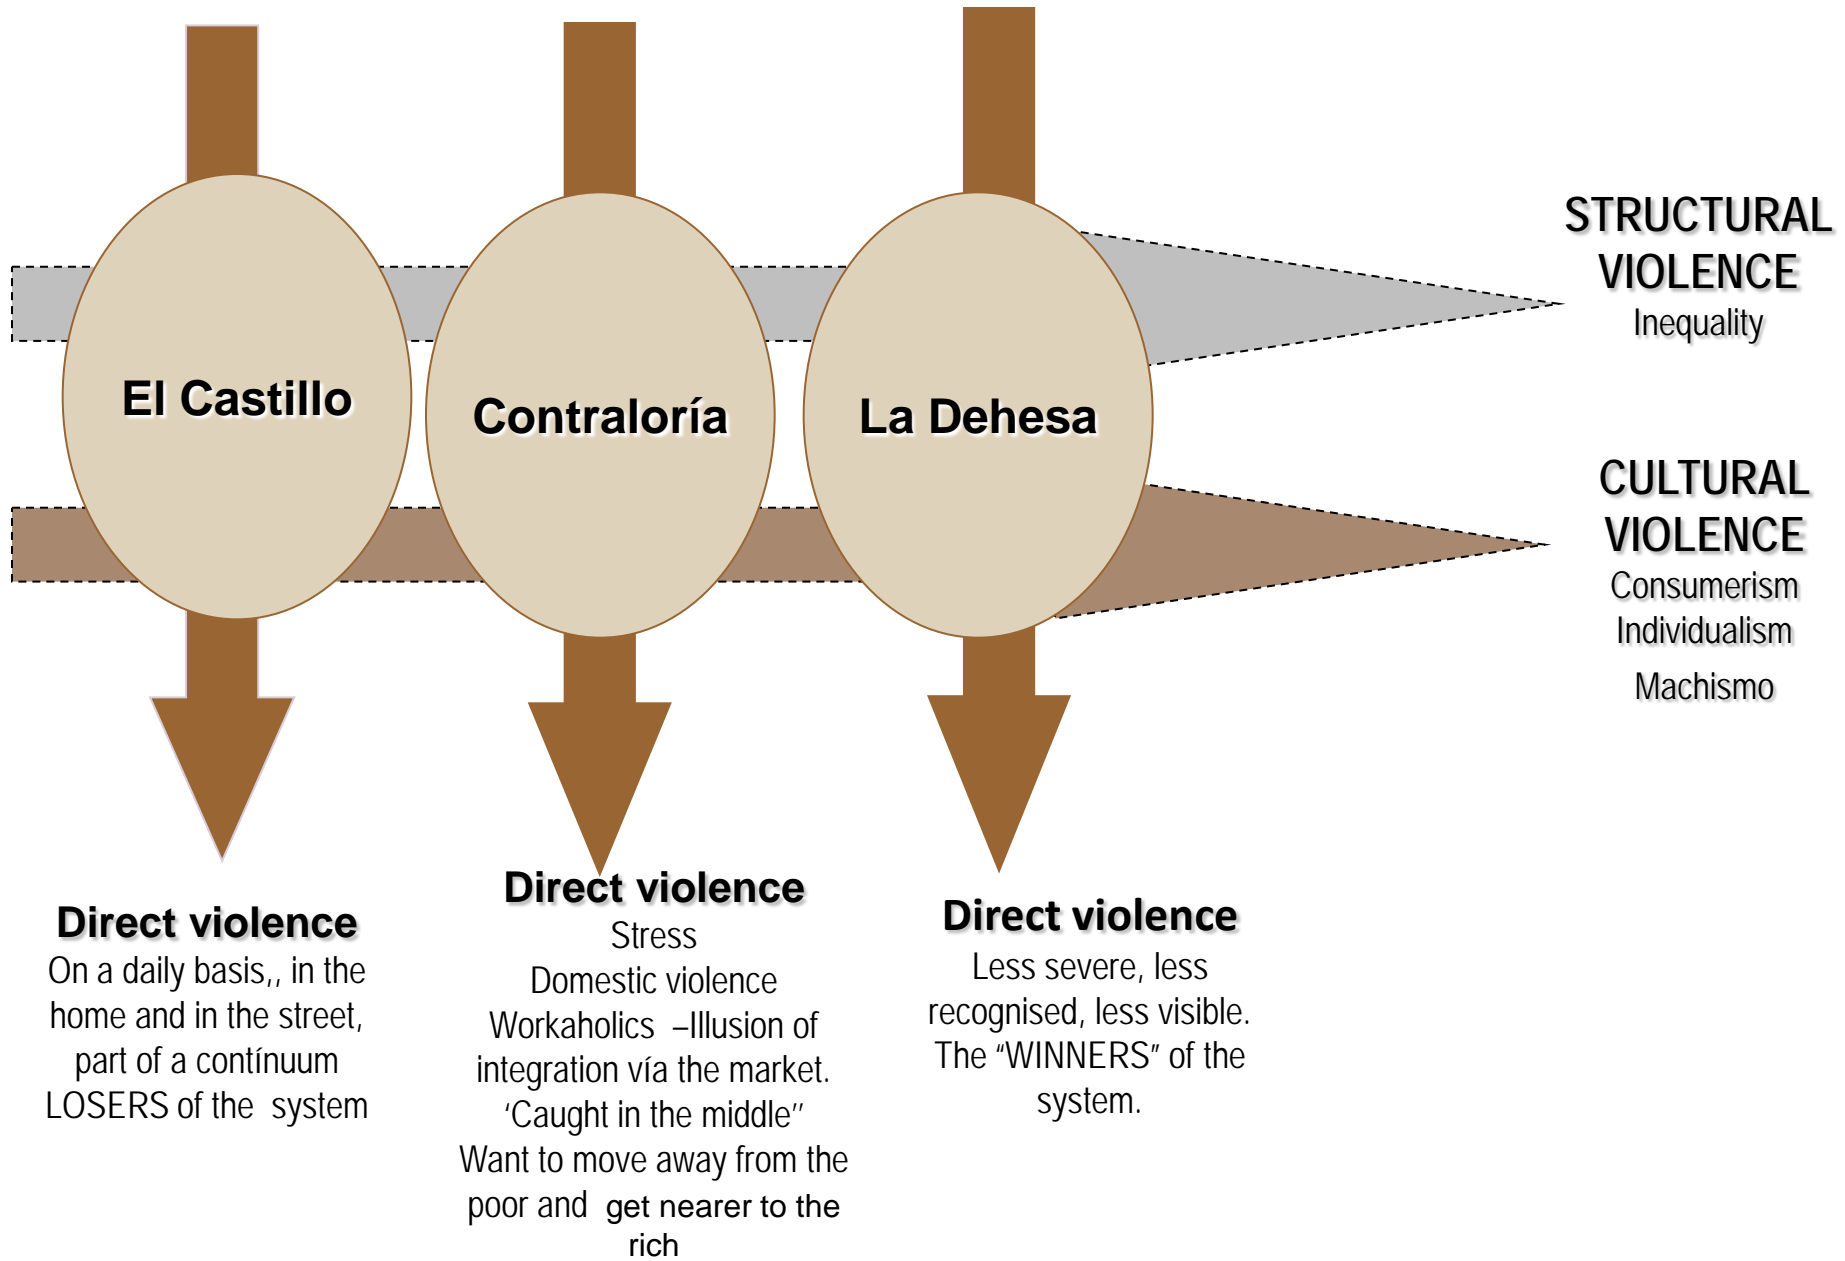 El Castillo
Contraloría
La Dehesa
STRUCTURAL
VIOLENCE
Inequality
CULTURAL
VIOLENCE
Consumerism
Individualism
Machismo
Direct violence
On a daily basis,, in the
home and in the street,
part of a contínuum
LOSERS of the system
Direct violence
Stress
Domestic violence
Workaholics –Illusion of
integration vía the market.
‘Caught in the middle’’
Want to move away from the
poor and get nearer to the
rich
Direct violence
Less severe, less
recognised, less visible.
The “WINNERS” of the
system.